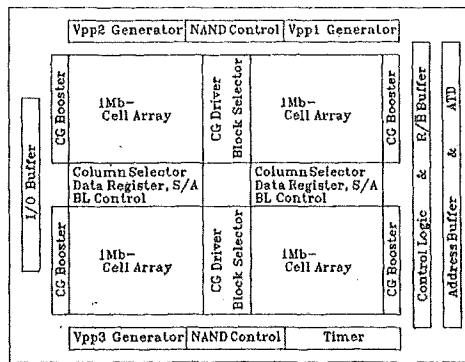 Vpp2 Generator
NAND Control
Vpp1 Generator
CG Booster
1Mb-
Cell Array
CG Driver
Block Selector
1Mb-
Cell Array
CG Booster
I/O Buffer
Column Selector
Data Register, S/A
BL Control
Column Selector
Data Register, S/A
BL Control
Control Logic & R/B Buffer
Address Buffer & ATD
CG Booster
1Mb-
Cell Array
CG Driver
Block Selector
1Mb-
Cell Array
CG Booster
Vpp3 Generator
NAND Control
Timer